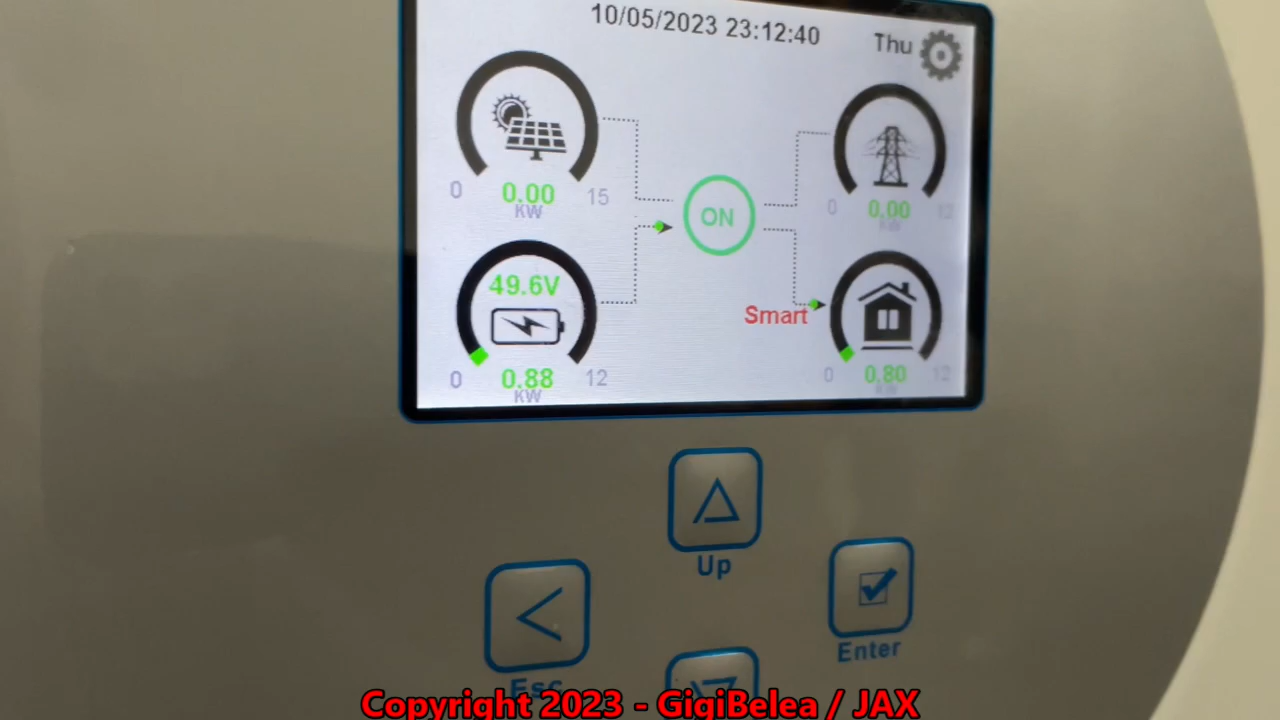 10/05/2023 23:12:40
Thu
0
0.00
15
KW
0
0.00
12
ON
49.6V
Smart
0
0.88
12
KW
0
0.80
12
KW
Up
Enter
Esc
Copyright 2023 - GigiBelea / JAX